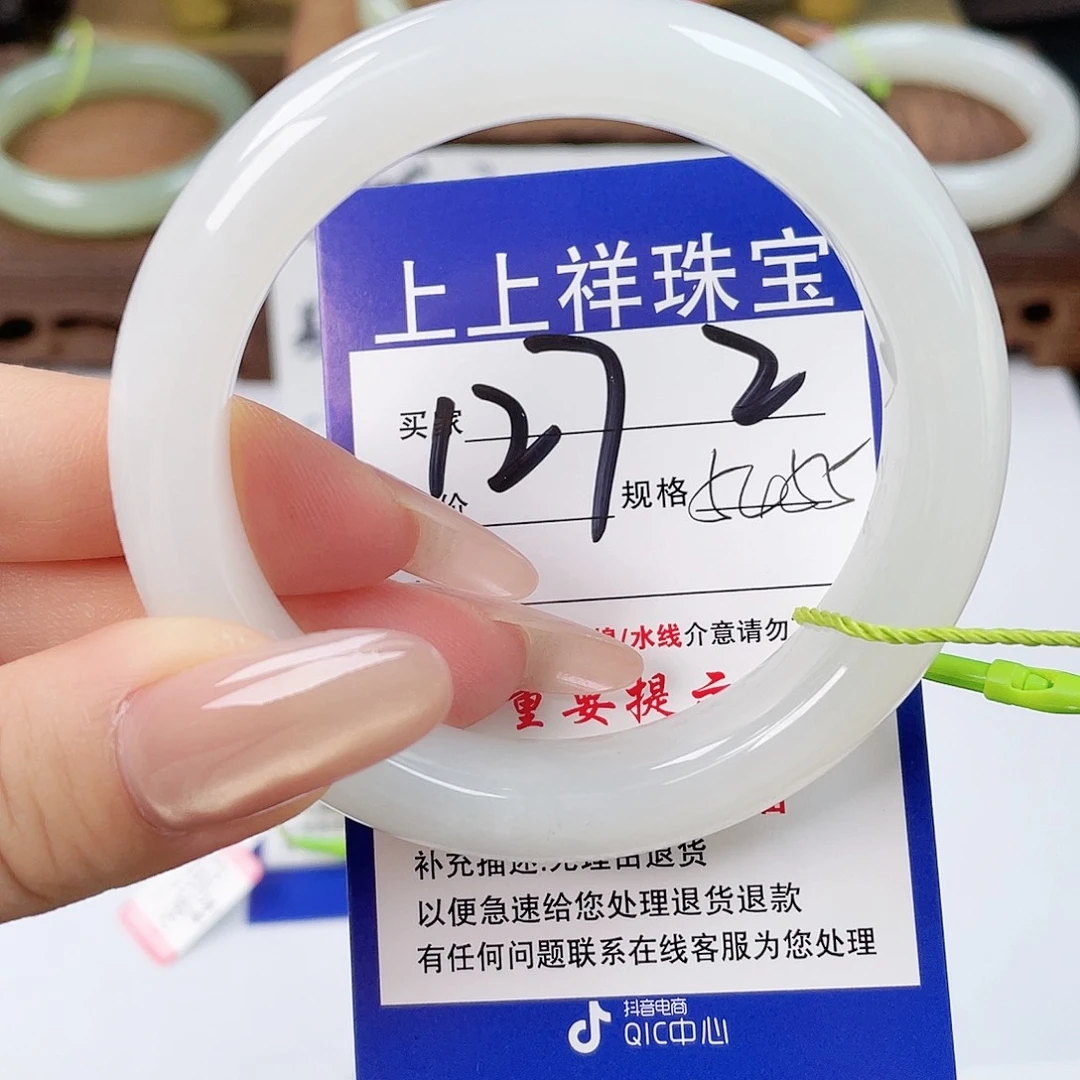 上上祥珠宝
买家 127 2
价 规格
/水线介意请勿
重要提示
补充描述:无理由退货
以便急速给您处理退货退款
有任何问题联系在线客服为您处理
抖音电商
QIC中心